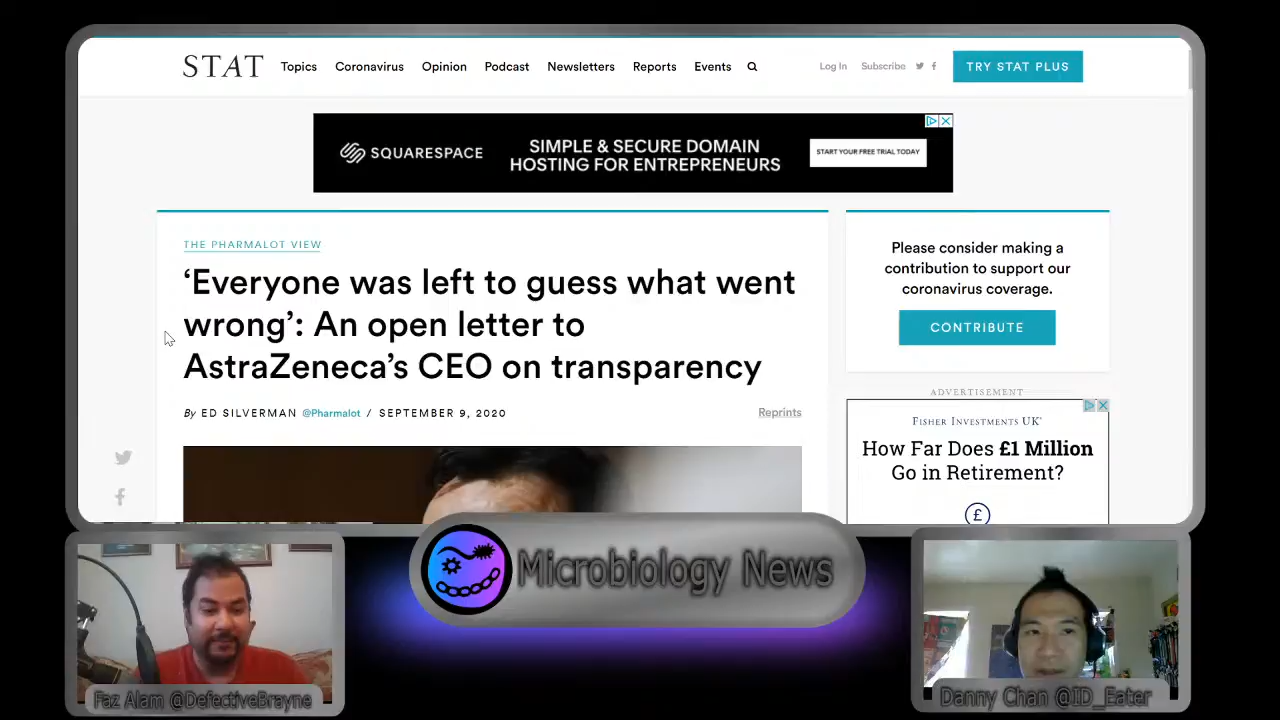 STAT
Topics
Coronavirus
Opinion
Podcast
Newsletters
Reports
Events
Log In
Subscribe
TRY STAT PLUS
SQUARESPACE
SIMPLE & SECURE DOMAIN
HOSTING FOR ENTREPRENEURS
START YOUR FREE TRIAL TODAY
THE PHARMALOT VIEW
‘Everyone was left to guess what went
wrong’: An open letter to
AstraZeneca’s CEO on transparency
By ED SILVERMAN @Pharmalot / SEPTEMBER 9, 2020
Reprints
Please consider making a
contribution to support our
coronavirus coverage.
CONTRIBUTE
ADVERTISEMENT
FISHER INVESTMENTS UK
How Far Does £1 Million
Go in Retirement?
£
Microbiology News
Faz Alam @DefectiveBrayne
Danny Chan @ID_Eater